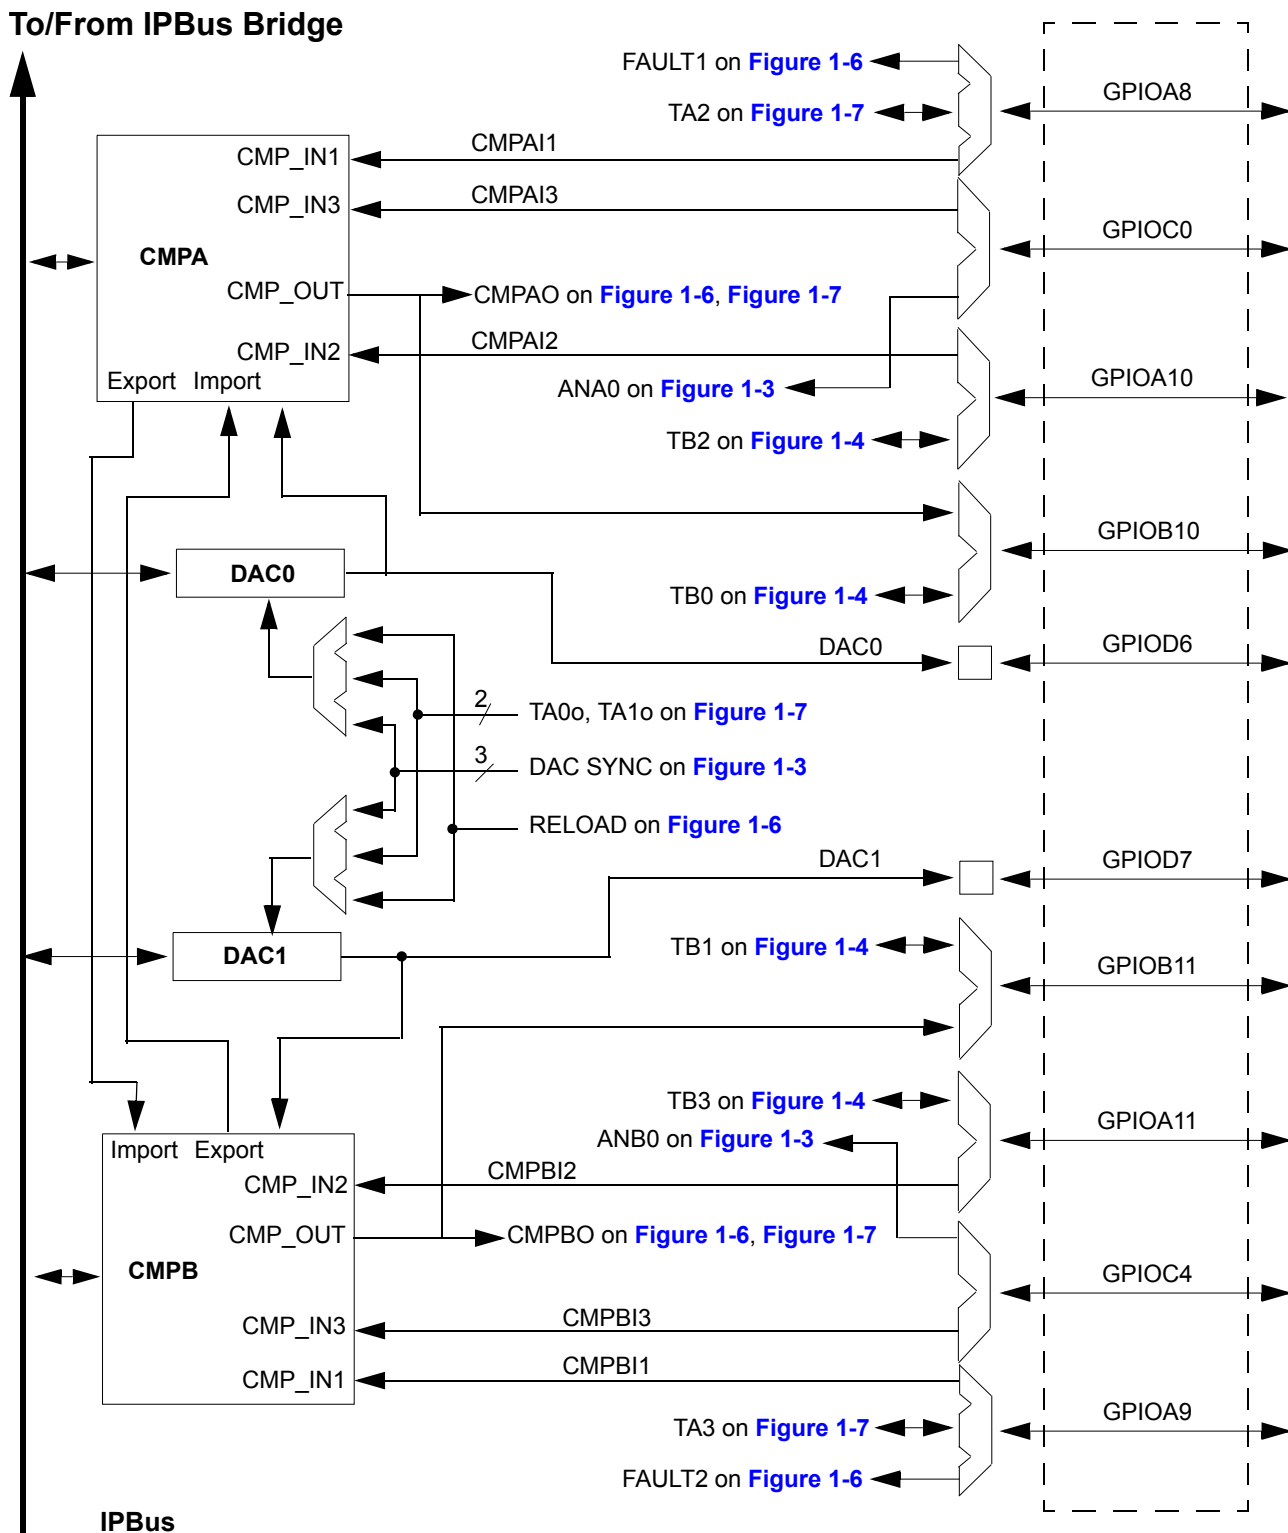 To/From IPBus Bridge
FAULT1 on Figure 1-6
GPIOA8
TA2 on Figure 1-7
CMPAI1
CMP_IN1
CMPAI3
CMP_IN3
GPIOC0
CMPA
CMP_OUT
CMPAO on Figure 1-6, Figure 1-7
CMPAI2
CMP_IN2
Export Import
ANA0 on Figure 1-3
GPIOA10
TB2 on Figure 1-4
GPIOB10
DAC0
TB0 on Figure 1-4
DAC0
GPIOD6
2
TA0o, TA1o on Figure 1-7
3
DAC SYNC on Figure 1-3
RELOAD on Figure 1-6
DAC1
GPIOD7
TB1 on Figure 1-4
DAC1
GPIOB11
TB3 on Figure 1-4
GPIOA11
ANB0 on Figure 1-3
Import Export
CMPBI2
CMP_IN2
CMP_OUT
CMPBO on Figure 1-6, Figure 1-7
CMPB
GPIOC4
CMPBI3
CMP_IN3
CMPBI1
CMP_IN1
GPIOA9
TA3 on Figure 1-7
FAULT2 on Figure 1-6
IPBus